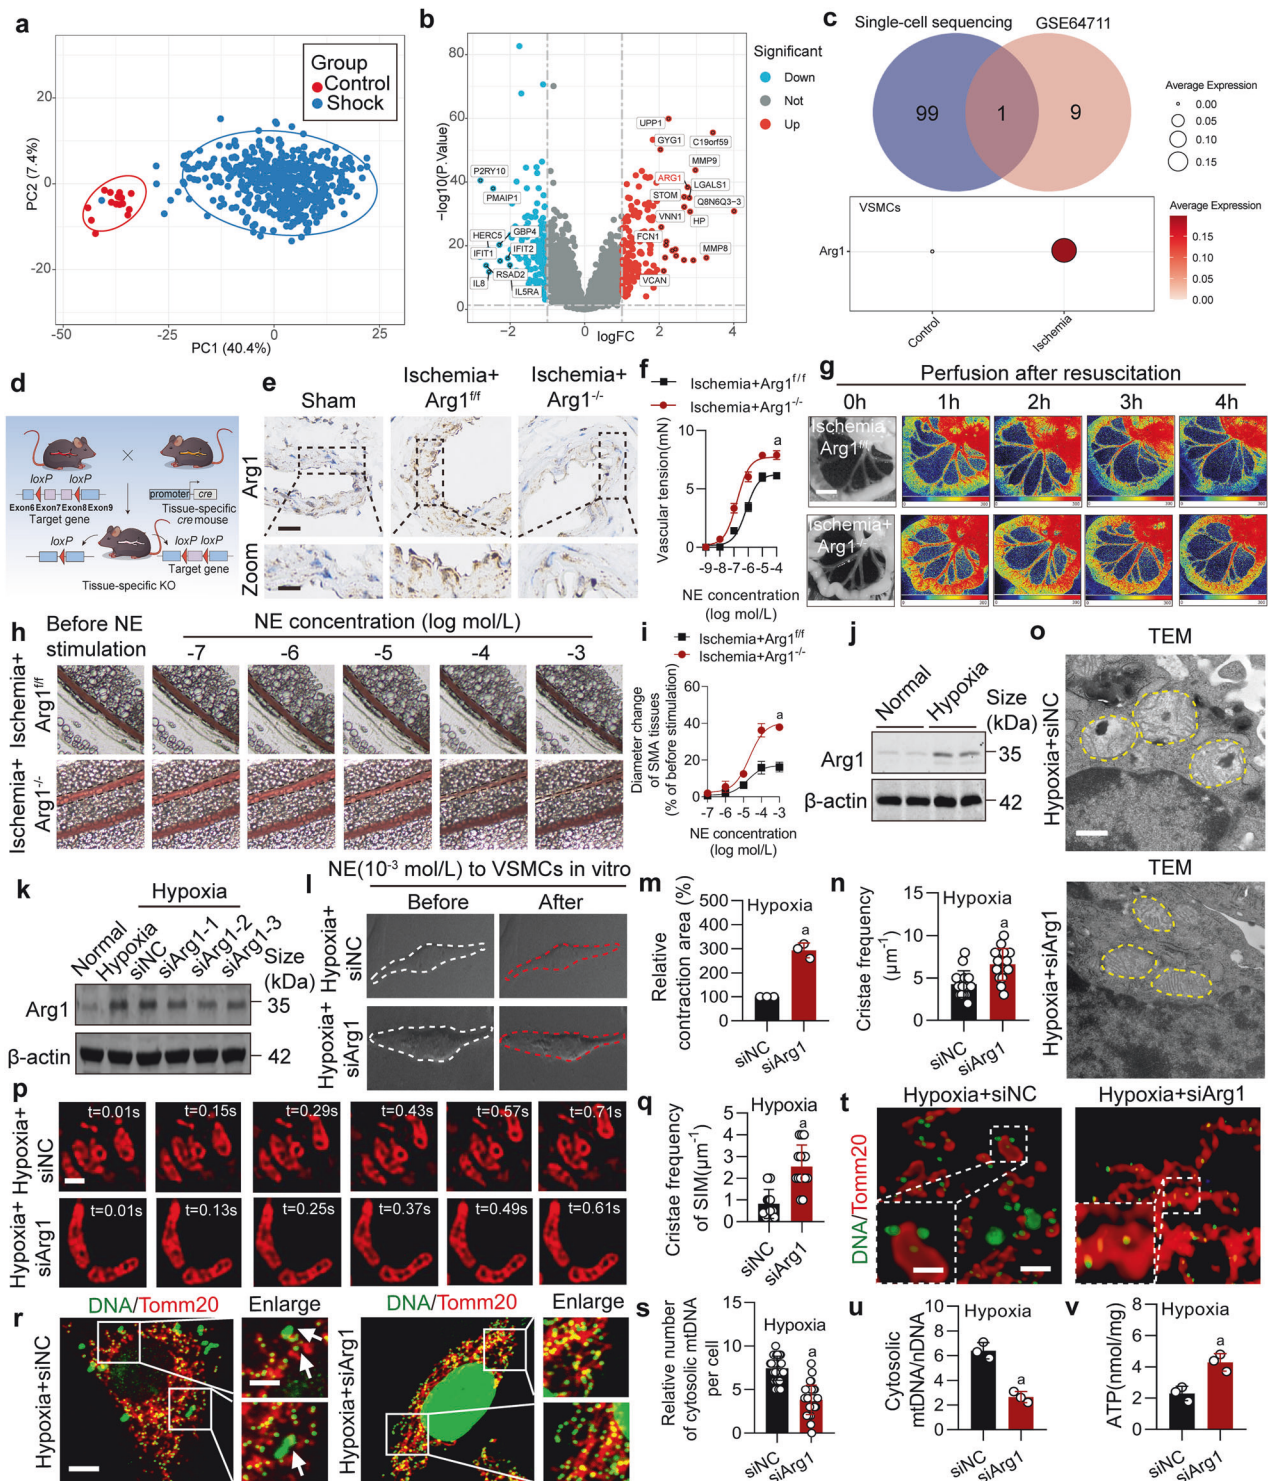 a
Group
Control
Shock
20
0
-20
PC2 (7.4%)
-50
-25
0
25
PC1 (40.4%)
b
Significant
Down
Not
Up
80
60
40
20
0
-log10(P. Value)
UPP1
GYG1
C19orf59
MMP9
P2RY10
ARG1
LGALS1
PMAIP1
STOM
Q8N6Q3-3
VNN1
HP
HERC5
GBP4
FCN1
IFIT1
IFIT2
MMP8
RSAD2
VCAN
IL8
IL5RA
-2
0
2
4
logFC
c
Single-cell sequencing
GSE64711
99
1
9
Average Expression
0.00
0.05
0.10
0.15
VSMCs
Arg1
Control
Ischemia
Average Expression
0.15
0.10
0.05
0.00
d
loxP
loxP
promoter
cre
Exon6 Exon7 Exon8 Exon9
Target gene
Tissue-specific
cre mouse
loxP
loxP loxP
Target gene
Tissue-specific KO
e
Sham
Ischemia+
Arg1f/f
Ischemia+
Arg1-/-
Arg1
Zoom
f
Ischemia+Arg1f/f
Ischemia+Arg1-/-
Vascular tension(mN)
10
5
0
a
-9 -8 -7 -6 -5 -4
NE concentration
(log mol/L)
g
Perfusion after resuscitation
0h
1h
2h
3h
4h
Ischemia+
Arg1f/f
Ischemia+
Arg1-/-
h
Before NE
stimulation
NE concentration (log mol/L)
-7
-6
-5
-4
-3
Ischemia+
Arg1f/f
Ischemia+
Arg1-/-
i
Ischemia+Arg1f/f
Ischemia+Arg1-/-
Diameter change
of SMA tissues
(% of before stimulation)
60
40
20
0
a
-7 -6 -5 -4 -3
NE concentration
(log mol/L)
j
Normal
Hypoxia
Size
(kDa)
Arg1
35
β-actin
42
o
TEM
Hypoxia+siNC
TEM
Hypoxia+siArg1
k
Hypoxia
Normal
Hypoxia
siNC
siArg1-1
siArg1-2
siArg1-3
Size
(kDa)
Arg1
35
β-actin
42
l
NE(10-3 mol/L) to VSMCs in vitro
Before
After
Hypoxia+
siNC
Hypoxia+
siArg1
m
Relative
contraction area (%)
500
400
300
200
100
0
Hypoxia
a
siNC
siArg1
n
Cristae frequency
(μm-1)
15
10
5
0
Hypoxia
a
siNC
siArg1
p
Hypoxia+
siNC
t=0.01s
t=0.15s
t=0.29s
t=0.43s
t=0.57s
t=0.71s
Hypoxia+
siArg1
t=0.01s
t=0.13s
t=0.25s
t=0.37s
t=0.49s
t=0.61s
q
Cristae frequency
of SIM(μm-1)
5
4
3
2
1
0
Hypoxia
a
siNC
siArg1
t
Hypoxia+siNC
Hypoxia+siArg1
DNA/Tomm20
r
DNA/Tomm20
Enlarge
DNA/Tomm20
Enlarge
Hypoxia+siNC
Hypoxia+siArg1
s
Relative number
of cytosolic mtDNA
per cell
15
10
5
0
Hypoxia
a
siNC
siArg1
u
Cytosolic
mtDNA/nDNA
10
8
6
4
2
0
Hypoxia
a
siNC
siArg1
v
ATP(nmol/mg)
8
6
4
2
0
Hypoxia
a
siNC
siArg1